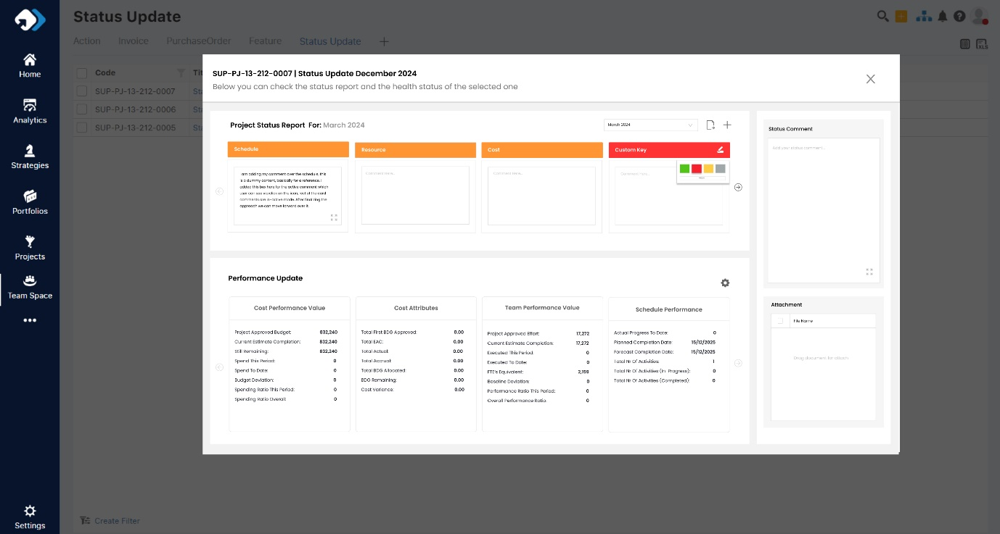 Status Update
Action
Invoice
PurchaseOrder
Feature
Status Update
XLS
Home
Analytics
Strategies
Portfolios
Projects
Team Space
Settings
Code
SUP-PJ-13-212-0007
SUP-PJ-13-212-0006
SUP-PJ-13-212-0005
SUP-PJ-13-212-0007 | Status Update December 2024
Below you can check the status report and the health status of the selected one
Project Status Report For: March 2024
March 2024
Schedule
Resource
Cost
Custom Key
I am adding my comment over the schedule, this
is a dummy content, basically for a reference. I
added this box here for the active comment which
user can see via click on the icon, rest of the card
comments are in-active mode. After finalizing the
approach we can move forward over it.
Comment Here...
Comment Here...
Comment Here...
Status Comment
Add your status comment...
Performance Update
Cost Performance Value
Project Approved Budget: 832,240
Current Estimate Completion: 832,240
Still Remaining: 832,240
Spend This Period: 0
Spend To Date: 0
Budget Deviation: 0
Spending Ratio This Period: 0
Spending Ratio Overall: 0
Cost Attributes
Total First BDG Approved: 0.00
Total EAC: 0.00
Total Actual: 0.00
Total Accrual: 0.00
Total BDG Allocated: 0.00
BDG Remaining: 0.00
Cost Variance: 0.00
Team Performance Value
Project Approved Effort: 17,272
Current Estimate Completion: 17,272
Executed This Period: 0
Executed To Date: 0
FTE's Equivalent: 2,159
Baseline Deviation: 0
Performance Ratio This Period: 0
Overall Performance Ratio: 0
Schedule Performance
Actual Progress To Date: 0
Planned Completion Date: 15/12/2025
Forecast Completion Date: 15/12/2025
Total Nr Of Activities: 1
Total Nr Of Activities (In Progress): 0
Total Nr Of Activities (Completed): 0
Attachment
File Name
Drag document for attach
Create Filter